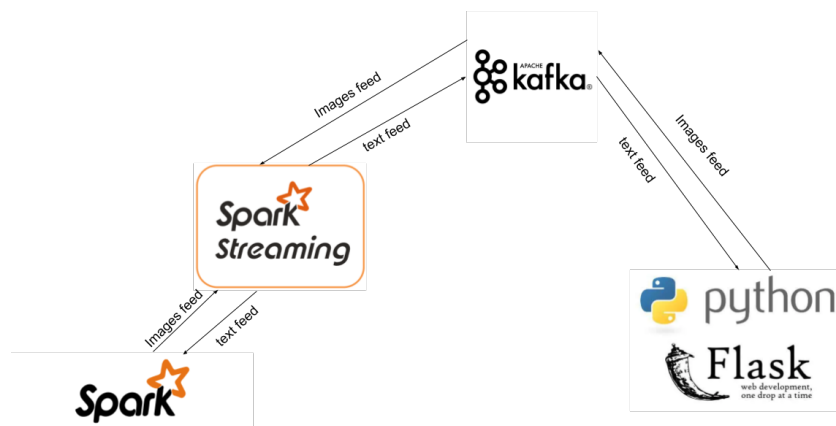 APACHE
kafka®
Images feed
text feed
Images feed
text feed
Spark
Streaming
python
Images feed
text feed
Flask
web development,
one drop at a time
Spark